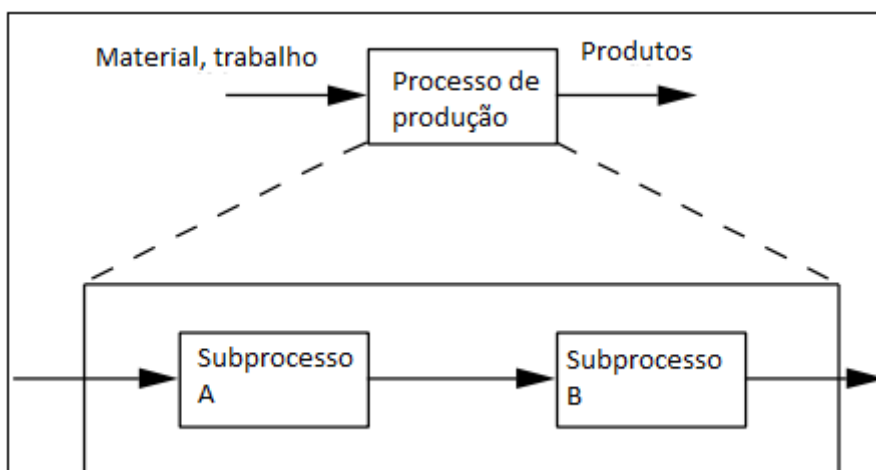 Material, trabalho
Produtos
Processo de
produção
Subprocesso
A
Subprocesso
B